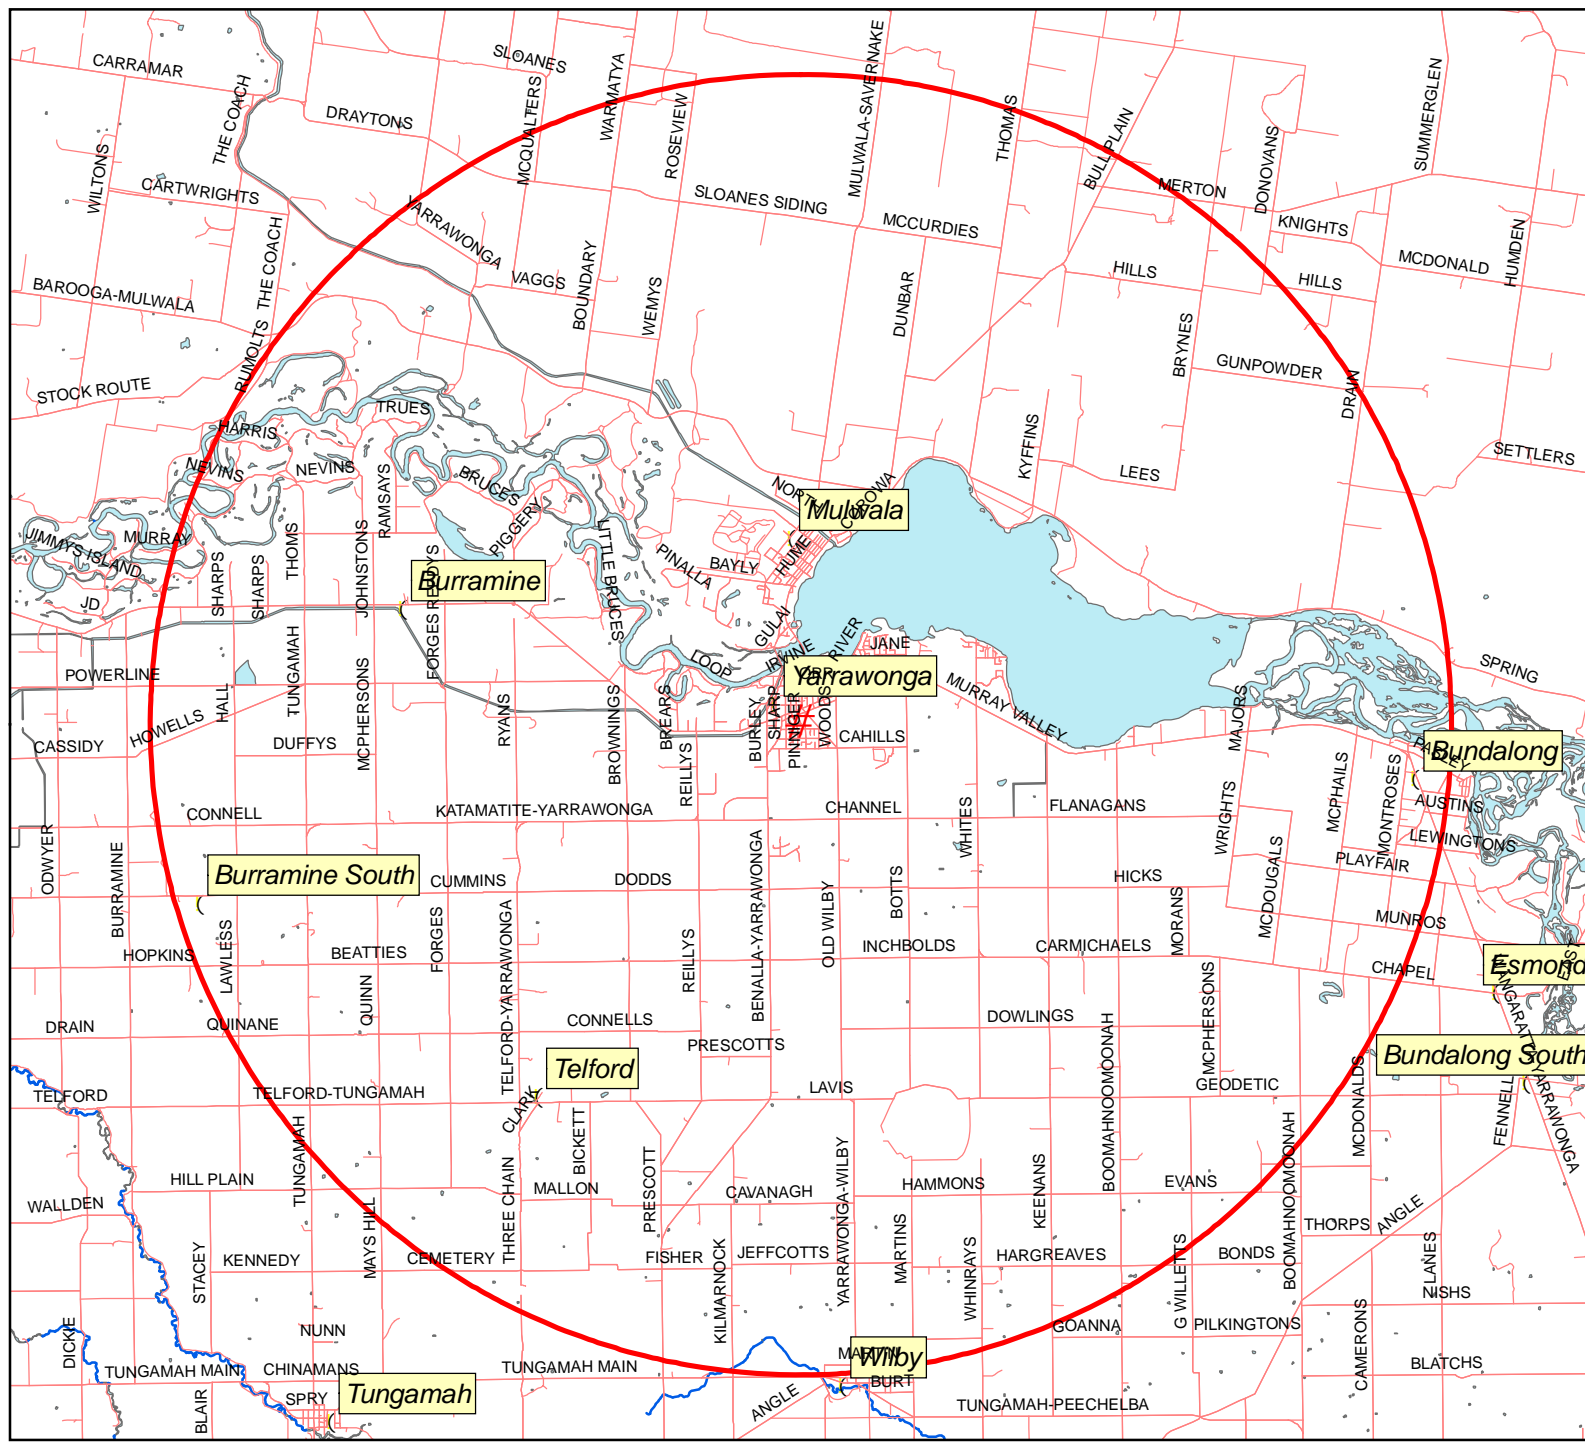 SLOANES
CARRAMAR
THE COACH
DRAYTONS
MCQUALTERS
WARMATYA
ROSEVIEW
MULWALA-SAVERNAKE
THOMAS
BULL PLAIN
DONOVANS
SUMMERGLEN
WILTONS
CARTWRIGHTS
YARRAWONGA
SLOANES SIDING
MCCURDIES
MERTON
KNIGHTS
MCDONALD
HUMDEN
BAROOGA-MULWALA
THE COACH
VAGGS
BOUNDARY
WEMYS
DUNBAR
HILLS
HILLS
RUMOLTS
STOCK ROUTE
BRYNES
GUNPOWDER
DRAIN
TRUES
HARRIS
NEVINS
NEVINS
RAMSAYS
BRUCES
PIGGERY
KYFFINS
LEES
SETTLERS
NORTH
COROWA
Mulwala
HUME
MURRAY
JIMMYS ISLAND
JD
SHARPS
SHARPS
THOMS
JOHNSTONS
Burramine
LITTLE BRUCES
PINALLA
BAYLY
GULAI
IRVINE
RIVER
JANE
LOOP
ORR
Yarrawonga
MURRAY VALLEY
SPRING
POWERLINE
HALL
TUNGAMAH
MCPHERSONS
RYANS
BROWNINGS
BREARS
REILLYS
BURLEY
SHARP
PINNIGER
WOODS
CAHILLS
MAJORS
CASSIDY
HOWELLS
DUFFYS
Bundalong
MCPHAILS
MONTROSES
AUSTINS
LEWINGTONS
PLAYFAIR
CONNELL
KATAMATITE-YARRAWONGA
CHANNEL
WHITES
FLANAGANS
WRIGHTS
ODWYER
BURRAMINE
Burramine South
CUMMINS
DODDS
BENALLA-YARRAWONGA
OLD WILBY
BOTTS
HICKS
MORANS
MCDOUGALS
MUNROS
HOPKINS
LAWLESS
BEATTIES
FORGES
REILLYS
INCHBOLDS
CARMICHAELS
CHAPEL
Esmond
EAST
DRAIN
QUINANE
QUINN
TELFORD-YARRAWONGA
CONNELLS
PRESCOTTS
DOWLINGS
BOOMAHNOOMOONAH
MCPHERSONS
Bundalong South
WANGARATTA-YARRAWONGA
TELFORD
TELFORD-TUNGAMAH
Telford
CLARK
LAVIS
GEODETIC
MCDONALDS
FENNELL
TUNGAMAH
BICKETT
HILL PLAIN
WALLDEN
THREE CHAIN
MALLON
PRESCOTT
CAVANAGH
YARRAWONGA-WILBY
HAMMONS
KEENANS
EVANS
BOOMAHNOOMOONAH
THORPS
ANGLE
STACEY
KENNEDY
MAYS HILL
CEMETERY
FISHER
KILMARNOCK
JEFFCOTTS
MARTINS
WHINRAYS
HARGREAVES
G WILLETTS
BONDS
SLANES
NISHS
DICKIE
NUNN
GOANNA
PILKINGTONS
CAMERONS
TUNGAMAH MAIN
CHINAMANS
TUNGAMAH MAIN
Wilby
BURT
BLATCHS
BLAIR
SPRY
Tungamah
ANGLE
TUNGAMAH-PEECHELBA